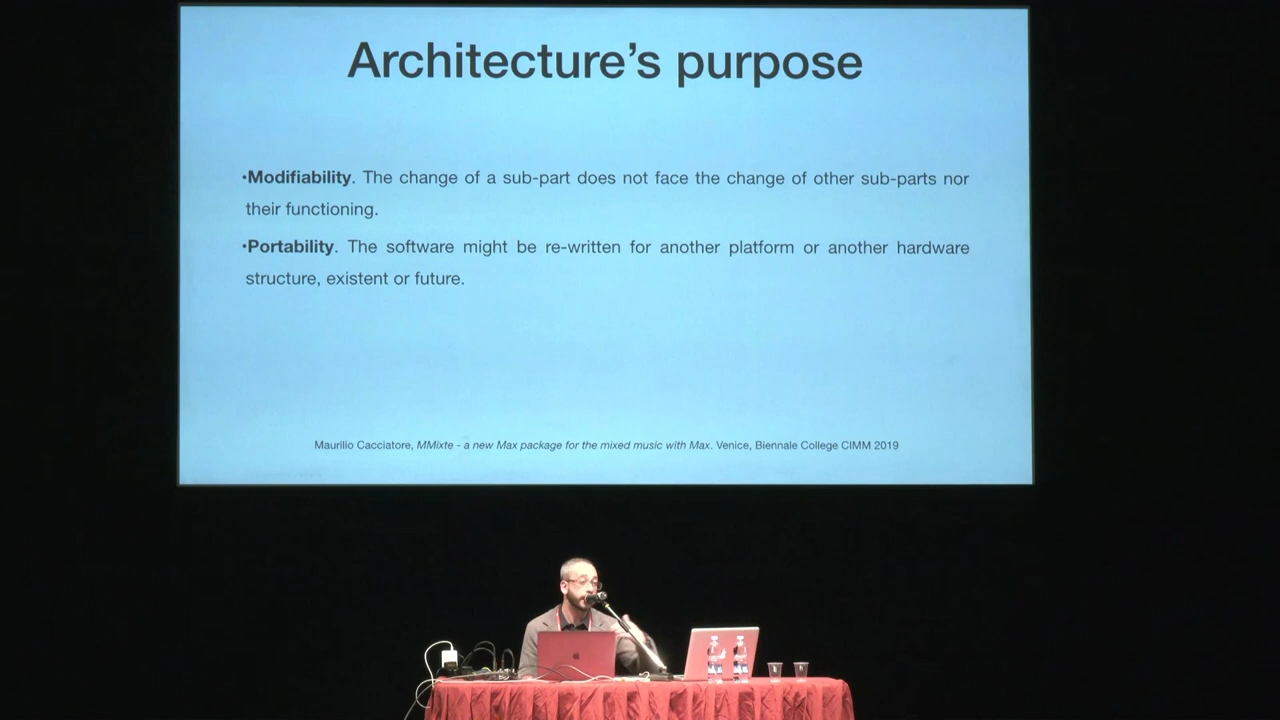 Architecture's purpose
•Modifiability. The change of a sub-part does not face the change of other sub-parts nor
their functioning.
•Portability. The software might be re-written for another platform or another hardware
structure, existent or future.
Maurilio Cacciatore, MMixte - a new Max package for the mixed music with Max. Venice, Biennale College CIMM 2019